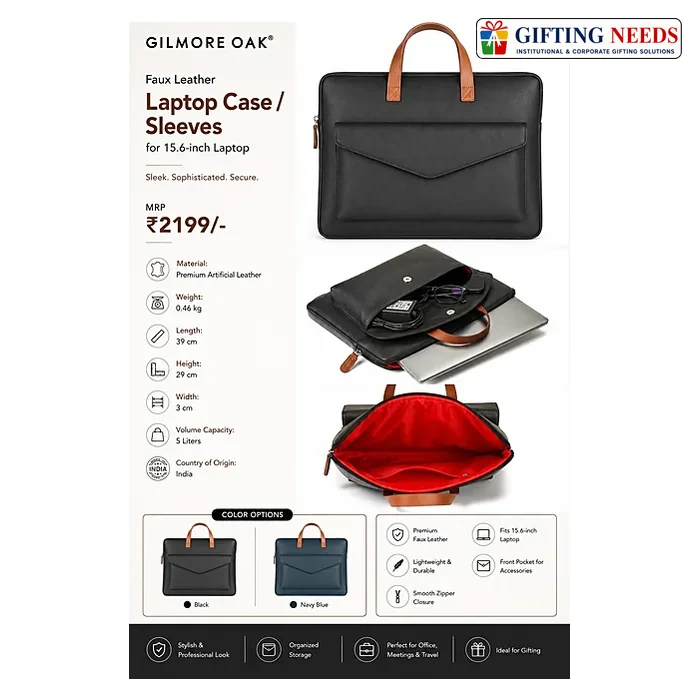 GIFTING NEEDS
INSTITUTIONAL & CORPORATE GIFTING SOLUTIONS
GILMORE OAK®
Faux Leather
Laptop Case /
Sleeves
for 15.6-inch Laptop
Sleek. Sophisticated. Secure.
MRP
₹2199/-
Material:
Premium Artificial Leather
Weight:
0.46 kg
Length:
39 cm
Height:
29 cm
Width:
3 cm
Volume Capacity:
5 Liters
INDIA
Country of Origin:
India
COLOR OPTIONS
Black
Navy Blue
Premium
Faux Leather
Fits 15.6-inch
Laptop
Lightweight &
Durable
Front Pocket for
Accessories
Smooth Zipper
Closure
Stylish &
Professional Look
Organized
Storage
Perfect for Office,
Meetings & Travel
Ideal for Gifting